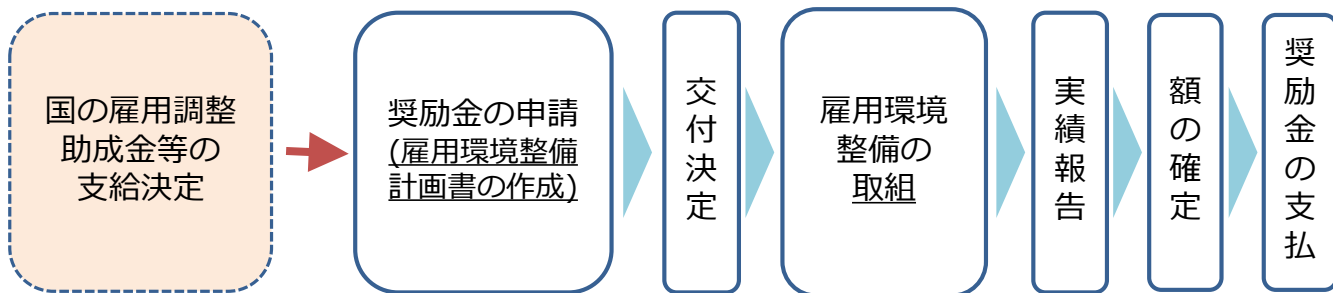 国の雇用調整
助成金等の
支給決定
奨励金の申請
(雇用環境整備
計画書の作成)
交付決定
雇用環境
整備の
取組
実績報告
額の確定
奨励金の支払